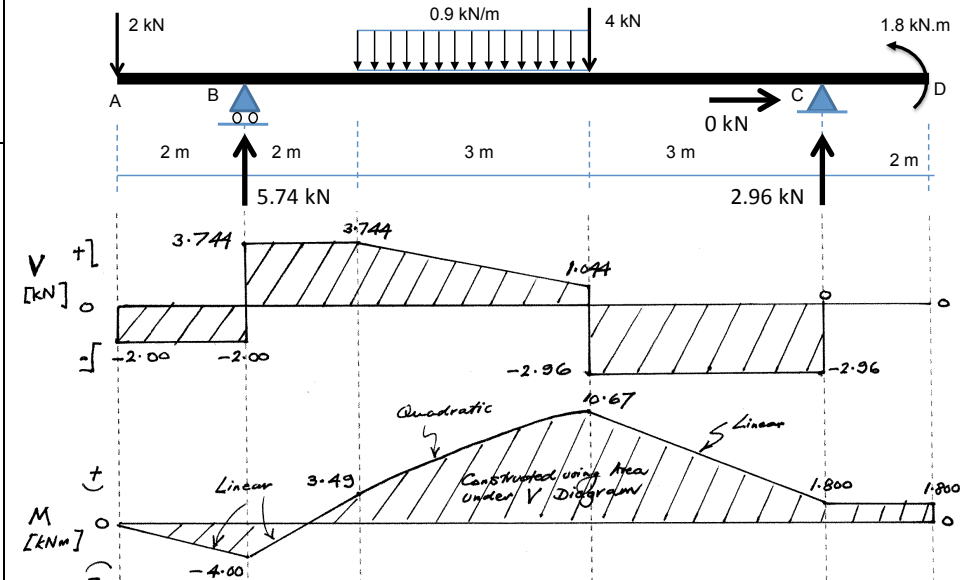 2 kN
0.9 kN/m
4 kN
1.8 kN.m
A
B
C
D
0 kN
2 m
2 m
3 m
3 m
2 m
5.74 kN
2.96 kN
V
[kN]
+
3.744
3.744
1.044
0
0
0
-
-2.00
-2.00
-2.96
-2.96
10.67
Quadratic
Linear
Linear
3.49
Constructed using Area
under V Diagram
1.800
1.800
+
M
[kNm]
0
0
-4.00